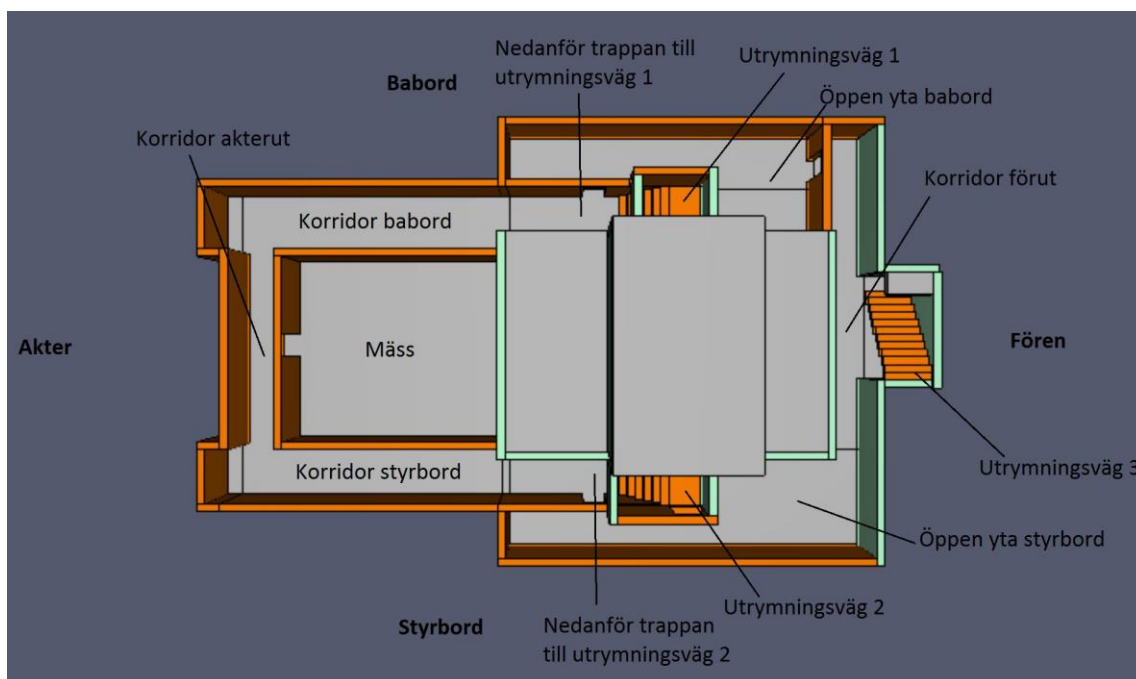 Nedanför trappan till
utrymningsväg 1
Utrymningsväg 1
Babord
Öppen yta babord
Korridor akterut
Korridor förut
Korridor babord
Akter
Mäss
Fören
Korridor styrbord
Utrymningsväg 3
Öppen yta styrbord
Utrymningsväg 2
Styrbord
Nedanför trappan
till utrymningsväg 2